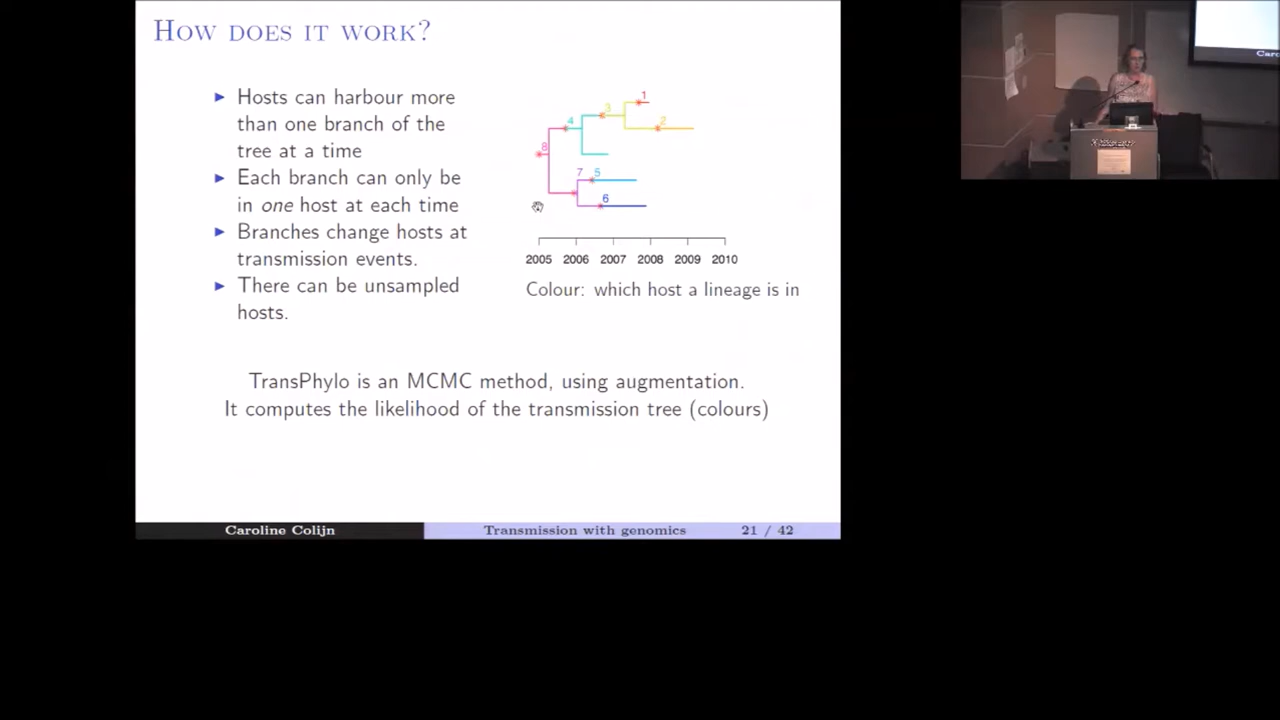 How does it work?
Hosts can harbour more
than one branch of the
tree at a time
Each branch can only be
in one host at each time
Branches change hosts at
transmission events.
There can be unsampled
hosts.
1
3
2
4
8
7
5
6
2005 2006 2007 2008 2009 2010
Colour: which host a lineage is in
TransPhylo is an MCMC method, using augmentation.
It computes the likelihood of the transmission tree (colours)
Caroline Colijn
Transmission with genomics
21 / 42
Caro